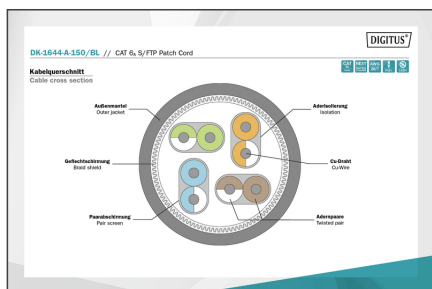 DIGITUS®
DK-1644-A-150/BL // CAT 6A S/FTP Patch Cord
Kabelquerschnitt
Cable cross section
Außenmantel
Outer jacket
Aderisolierung
Isolation
Geflechtschirmung
Braid shield
Cu-Draht
Cu-Wire
Paarabschirmung
Pair screen
Adernpaare
Twisted pair